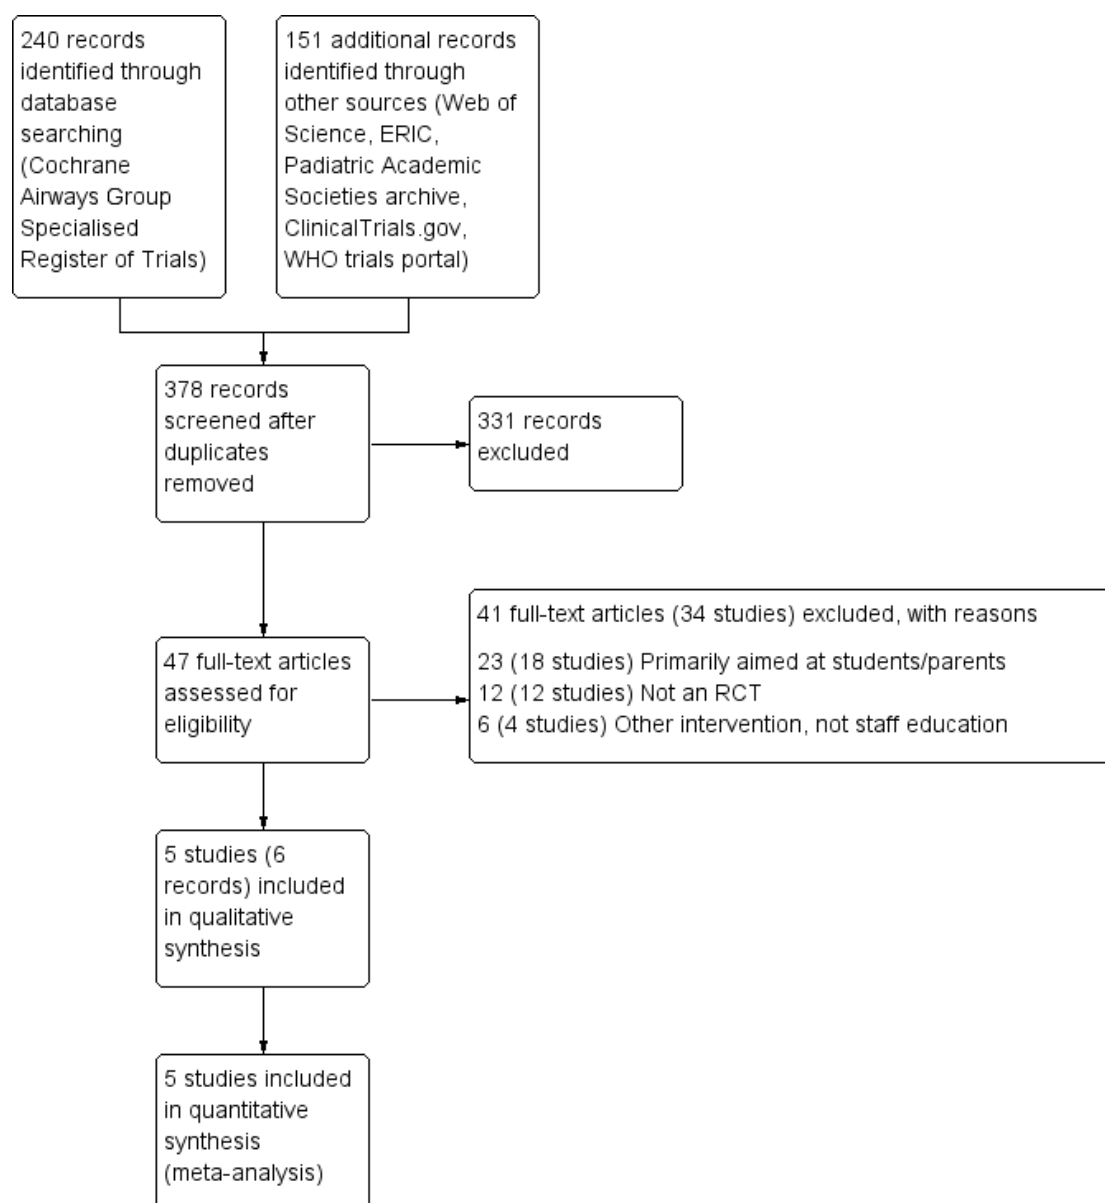 240 records
identified through
database
searching
(Cochrane
Airways Group
Specialised
Register of Trials)
151 additional records
identified through
other sources (Web of
Science, ERIC,
Padiatric Academic
Societies archive,
ClinicalTrials.gov,
WHO trials portal)
378 records
screened after
duplicates
removed
331 records
excluded
47 full-text articles
assessed for
eligibility
41 full-text articles (34 studies) excluded, with reasons
23 (18 studies) Primarily aimed at students/parents
12 (12 studies) Not an RCT
6 (4 studies) Other intervention, not staff education
5 studies (6
records) included
in qualitative
synthesis
5 studies included
in quantitative
synthesis
(meta-analysis)